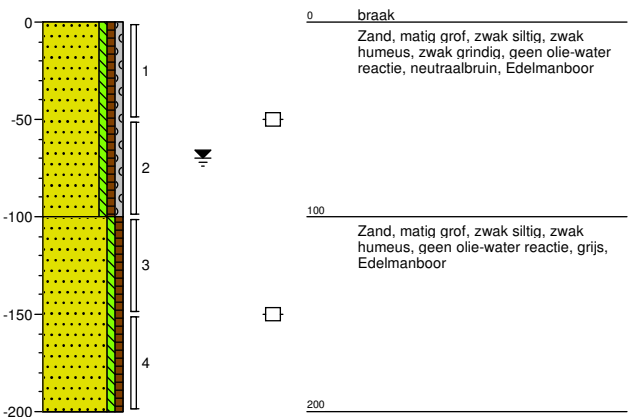 0
braak
0
Zand, matig grof, zwak siltig, zwak
humeus, zwak grindig, geen olie-water
reactie, neutraalbruin, Edelmanboor
1
-50
2
-100
100
Zand, matig grof, zwak siltig, zwak
humeus, geen olie-water reactie, grijs,
Edelmanboor
3
-150
4
-200
200